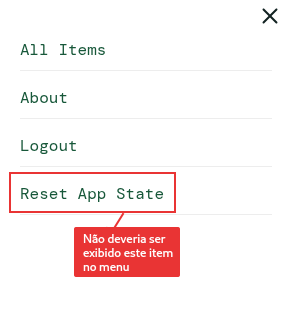 All Items
About
Logout
Reset App State
Não deveria ser
exibido este item
no menu